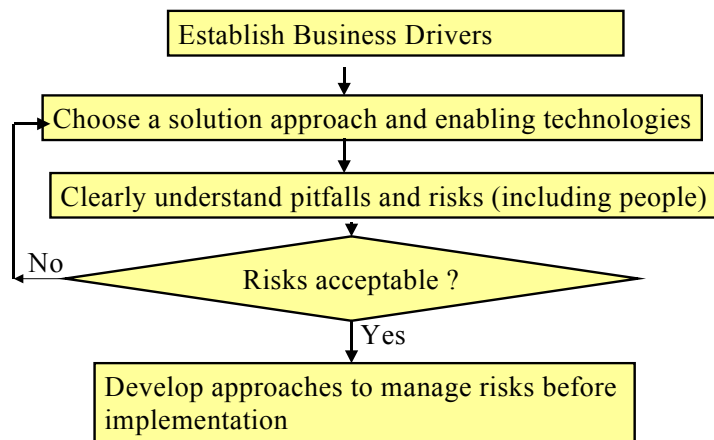 Establish Business Drivers
Choose a solution approach and enabling technologies
Clearly understand pitfalls and risks (including people)
No
Risks acceptable ?
Yes
Develop approaches to manage risks before
implementation